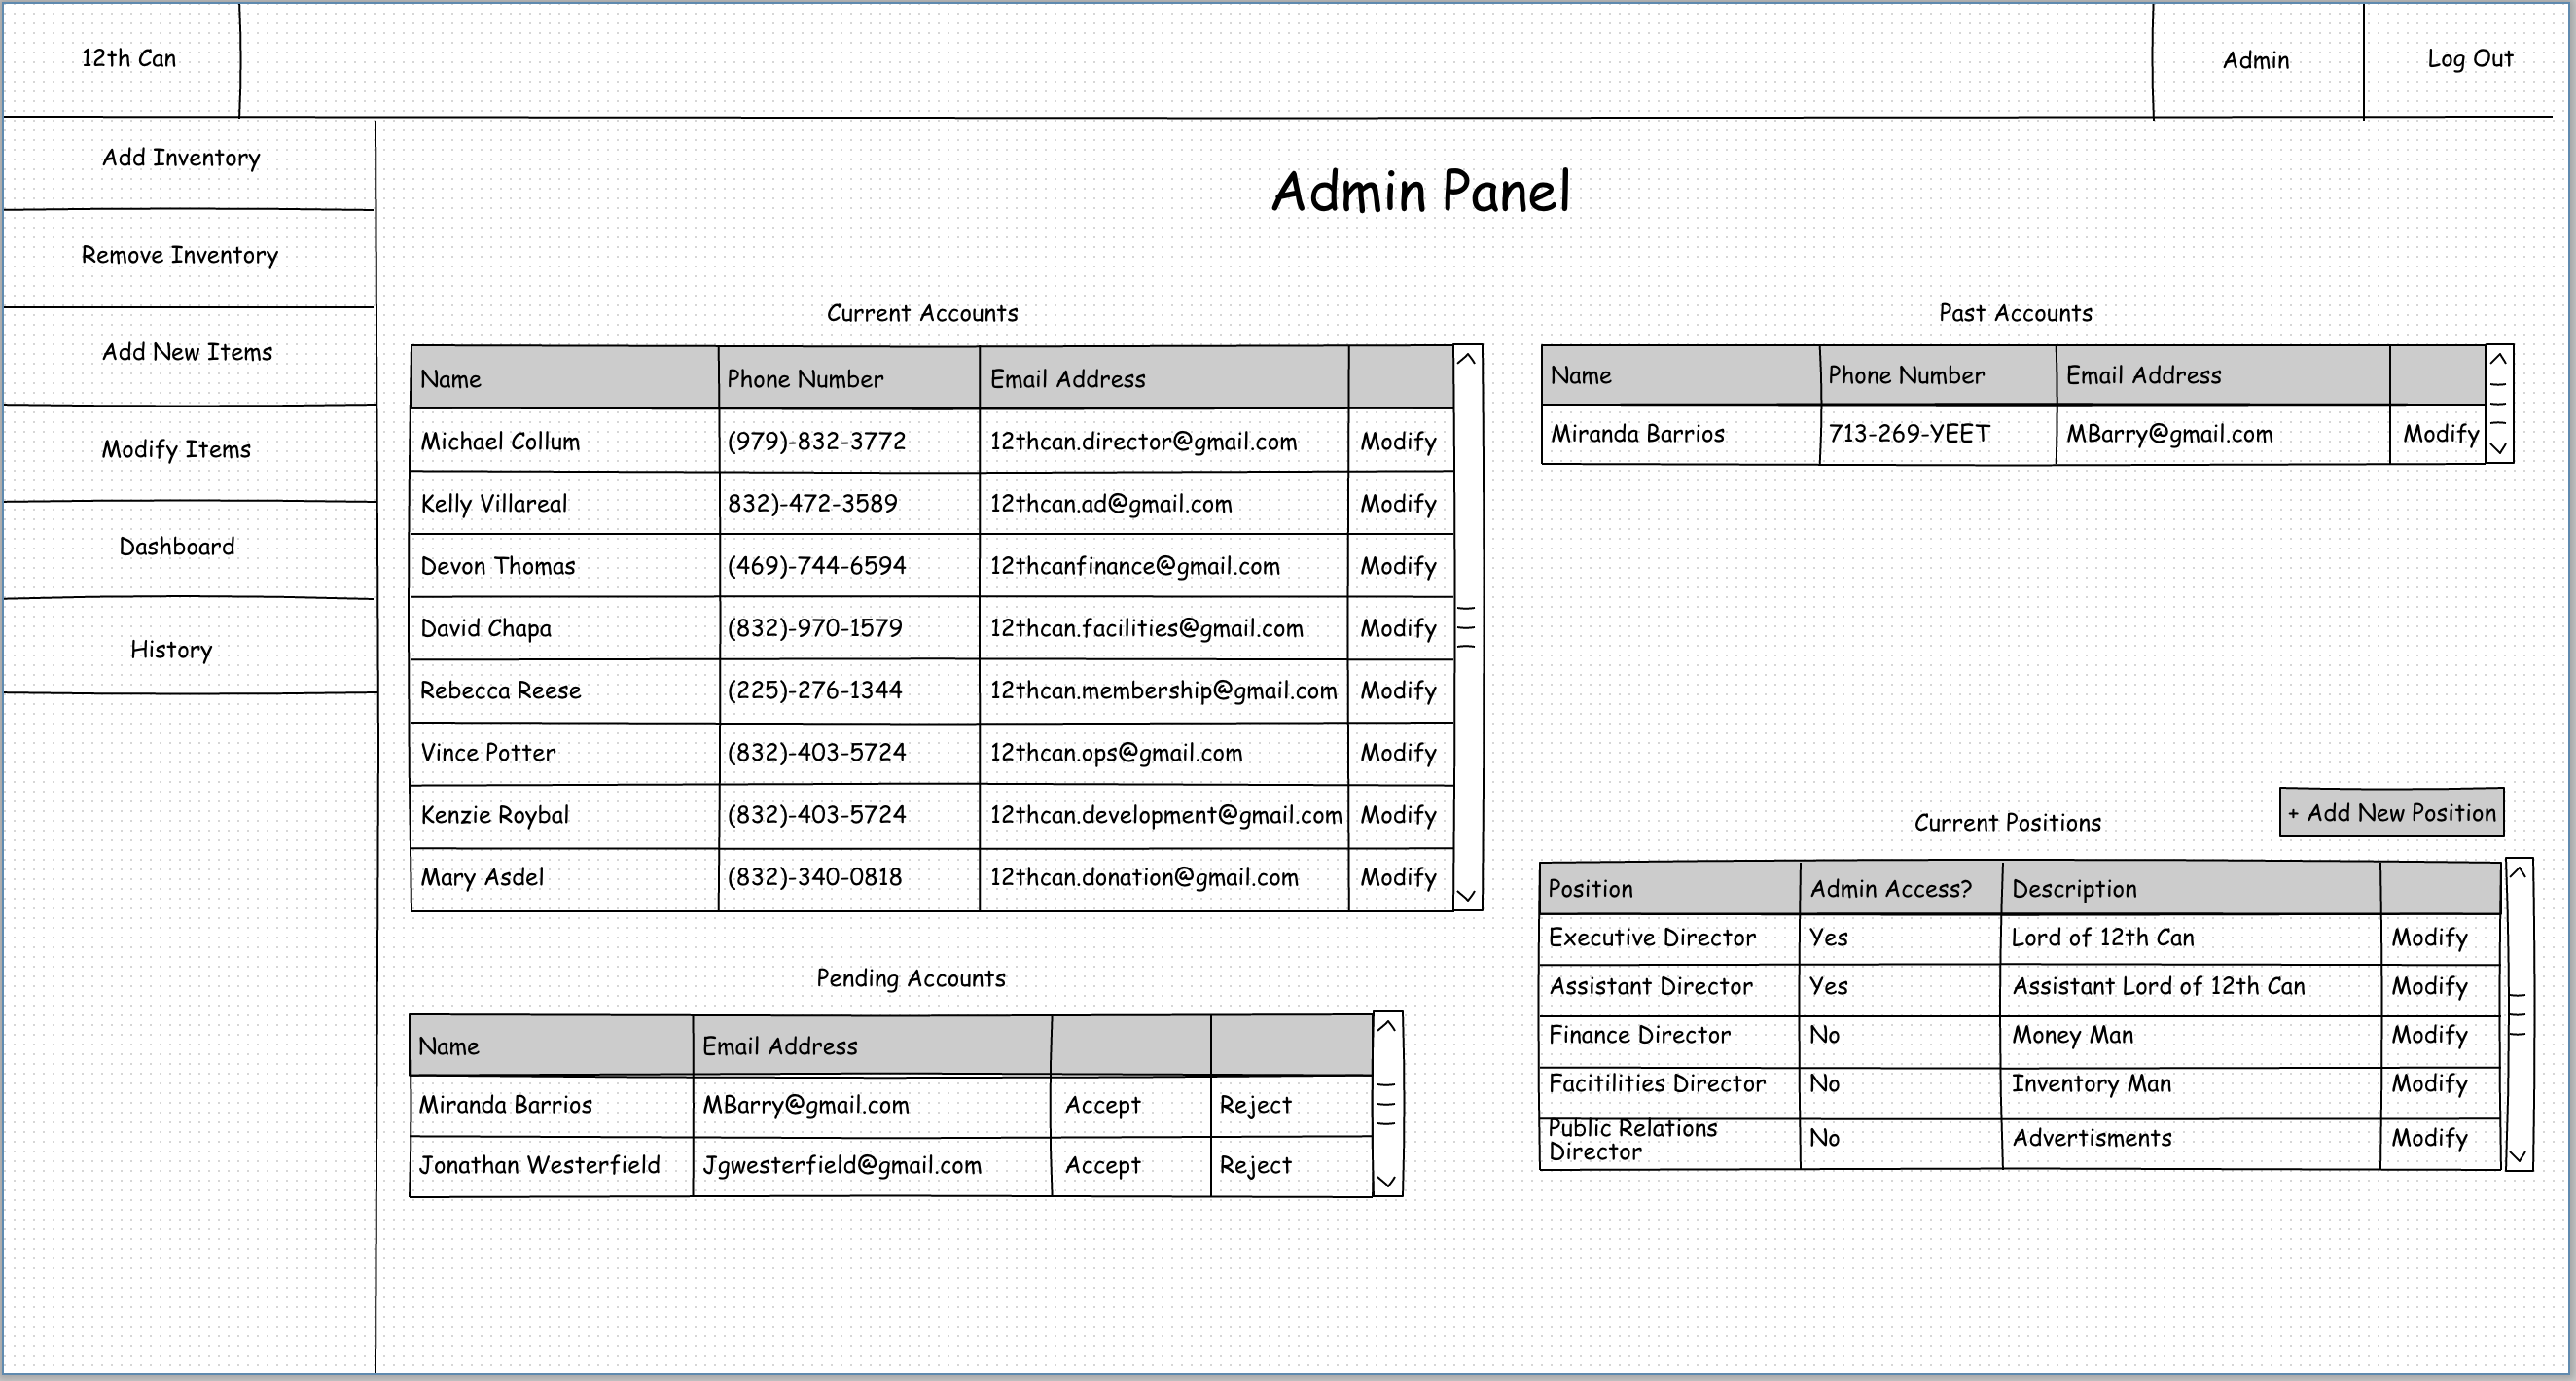 12th Can
Admin
Log Out
Add Inventory
Remove Inventory
Add New Items
Modify Items
Dashboard
History
Admin Panel
Current Accounts
Name Phone Number Email Address
Michael Collum (979)-832-3772 12thcan.director@gmail.com Modify
Kelly Villareal 832)-472-3589 12thcan.ad@gmail.com Modify
Devon Thomas (469)-744-6594 12thcanfinance@gmail.com Modify
David Chapa (832)-970-1579 12thcan.facilities@gmail.com Modify
Rebecca Reese (225)-276-1344 12thcan.membership@gmail.com Modify
Vince Potter (832)-403-5724 12thcan.ops@gmail.com Modify
Kenzie Roybal (832)-403-5724 12thcan.development@gmail.com Modify
Mary Asdel (832)-340-0818 12thcan.donation@gmail.com Modify
Pending Accounts
Name Email Address
Miranda Barrios MBarry@gmail.com Accept Reject
Jonathan Westerfield Jgwesterfield@gmail.com Accept Reject
Past Accounts
Name Phone Number Email Address
Miranda Barrios 713-269-YEET MBarry@gmail.com Modify
Current Positions
+ Add New Position
Position Admin Access? Description
Executive Director Yes Lord of 12th Can Modify
Assistant Director Yes Assistant Lord of 12th Can Modify
Finance Director No Money Man Modify
Facitilities Director No Inventory Man Modify
Public Relations
Director No Advertisments Modify